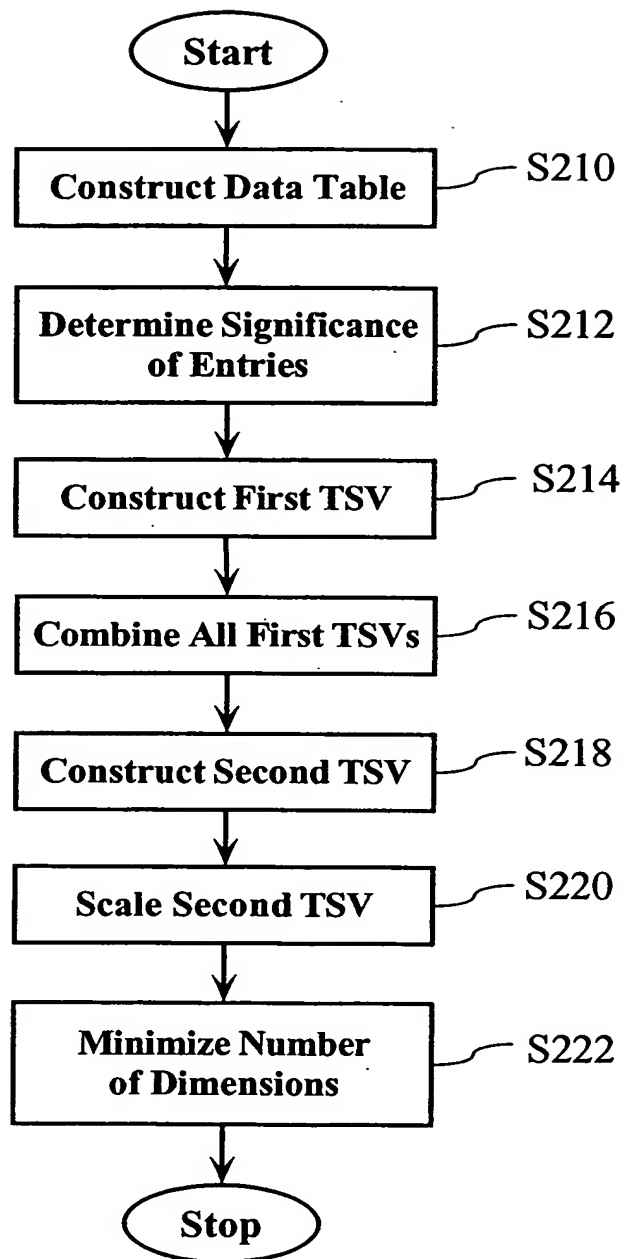 Start
Construct Data Table
S210
Determine Significance
of Entries
S212
Construct First TSV
S214
Combine All First TSVs
S216
Construct Second TSV
S218
Scale Second TSV
S220
Minimize Number
of Dimensions
S222
Stop